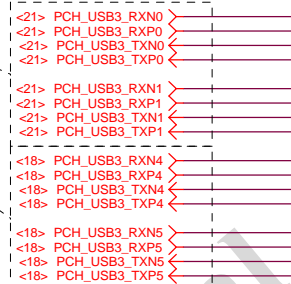 <21> PCH_USB3_RXN0
<21> PCH_USB3_RXP0
<21> PCH_USB3_TXN0
<21> PCH_USB3_TXP0
<21> PCH_USB3_RXN1
<21> PCH_USB3_RXP1
<21> PCH_USB3_TXN1
<21> PCH_USB3_TXP1
<18> PCH_USB3_RXN4
<18> PCH_USB3_RXP4
<18> PCH_USB3_TXN4
<18> PCH_USB3_TXP4
<18> PCH_USB3_RXN5
<18> PCH_USB3_RXP5
<18> PCH_USB3_TXN5
<18> PCH_USB3_TXP5